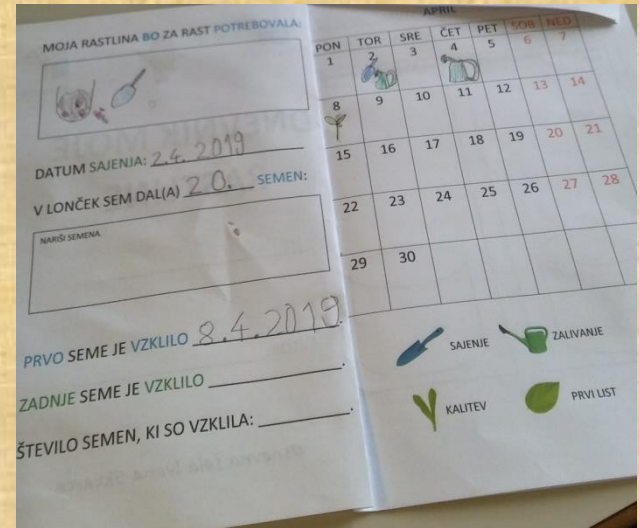 MOJA RASTLINA BO ZA RAST POTREBOVALA:
DATUM SAJENJA: 2.4.2019
V LONČEK SEM DAL(A) 20. SEMEN:
NARIŠI SEMENA.
PRVO SEME JE VZKLILO 8.4.2019.
ZADNJE SEME JE VZKLILO .
ŠTEVILO SEMEN, KI SO VZKLILA: .
APRIL
PON TOR SRE ČET PET SOB NED
1 2 3 4 5 6 7
8 9 10 11 12 13 14
15 16 17 18 19 20 21
22 23 24 25 26 27 28
29 30
SAJENJE ZALIVANJE
KALITEV PRVI LIST